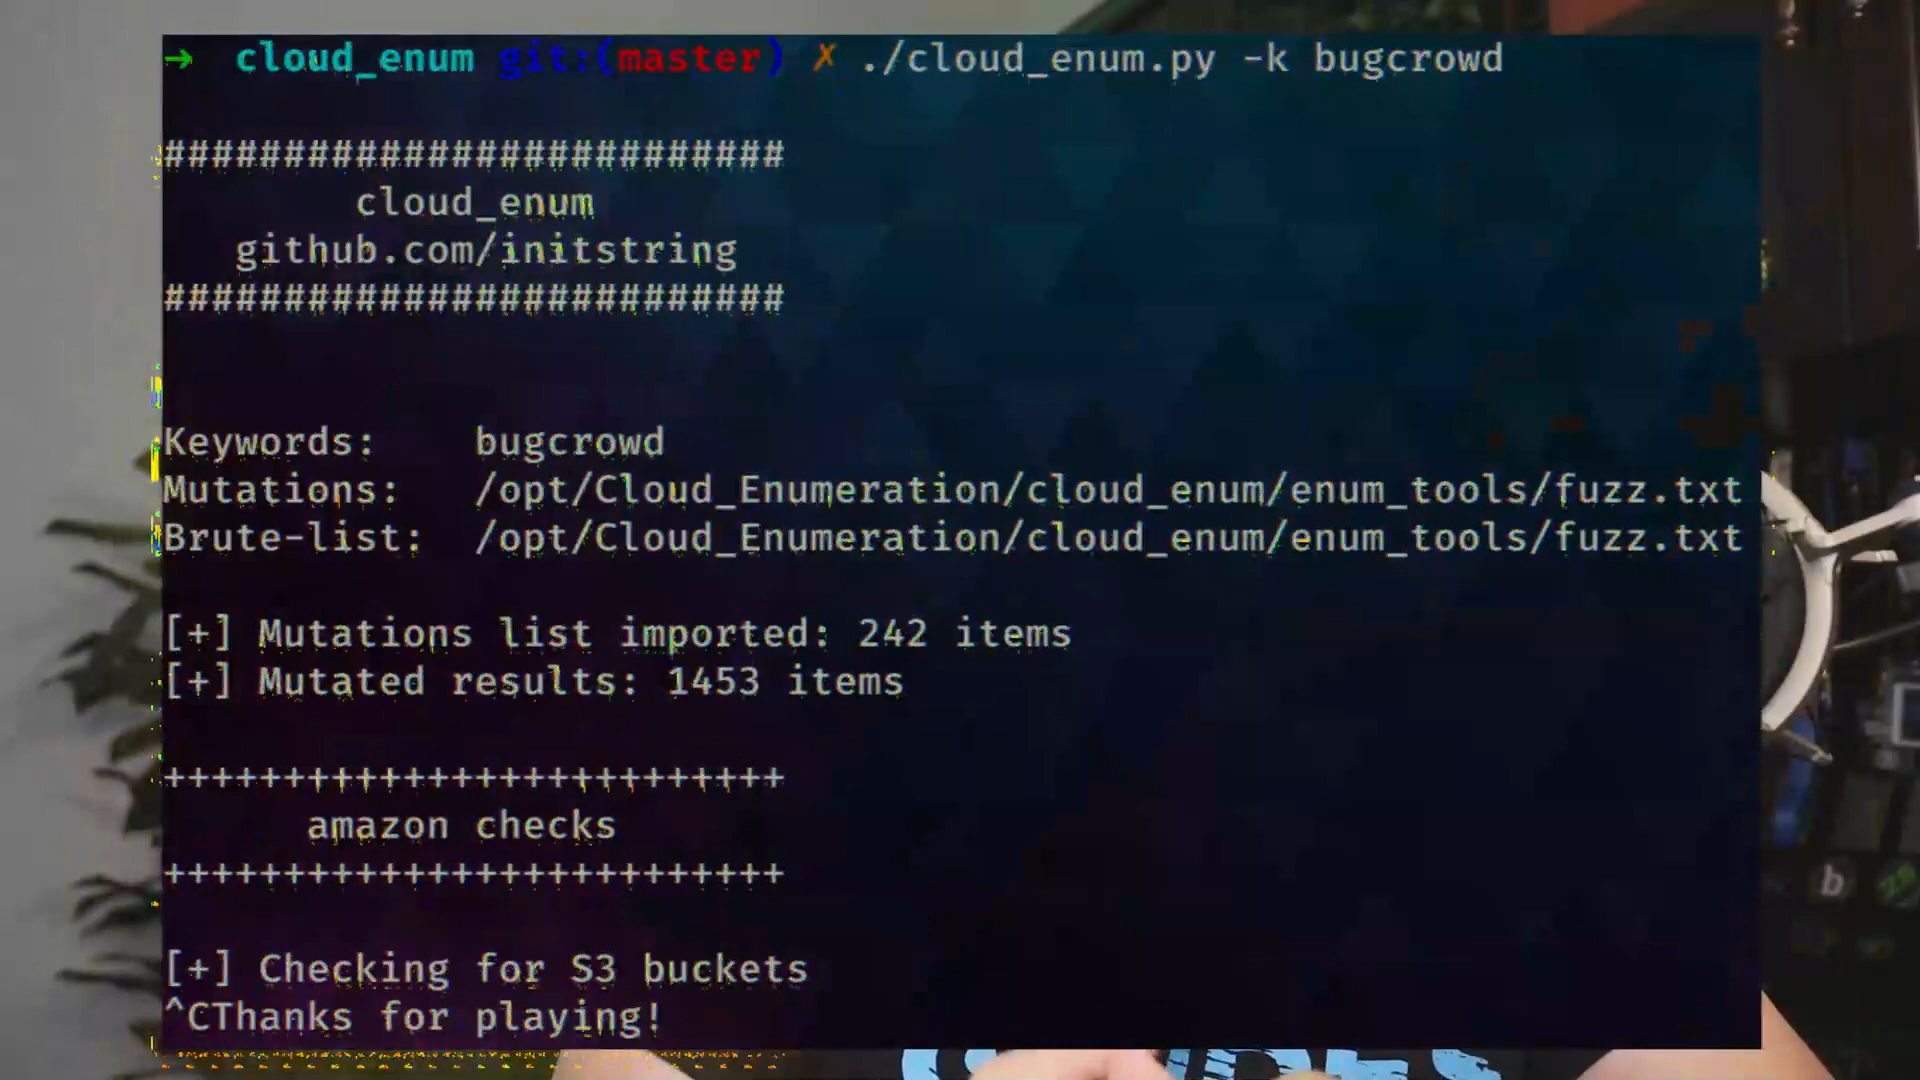 → cloud_enum git:(master) ✗ ./cloud_enum.py -k bugcrowd
##########################
cloud_enum
github.com/initstring
##########################
Keywords: bugcrowd
Mutations: /opt/Cloud_Enumeration/cloud_enum/enum_tools/fuzz.txt
Brute-list: /opt/Cloud_Enumeration/cloud_enum/enum_tools/fuzz.txt
[+] Mutations list imported: 242 items
[+] Mutated results: 1453 items
++++++++++++++++++++++++++
amazon checks
++++++++++++++++++++++++++
[+] Checking for S3 buckets
^CThanks for playing!
b